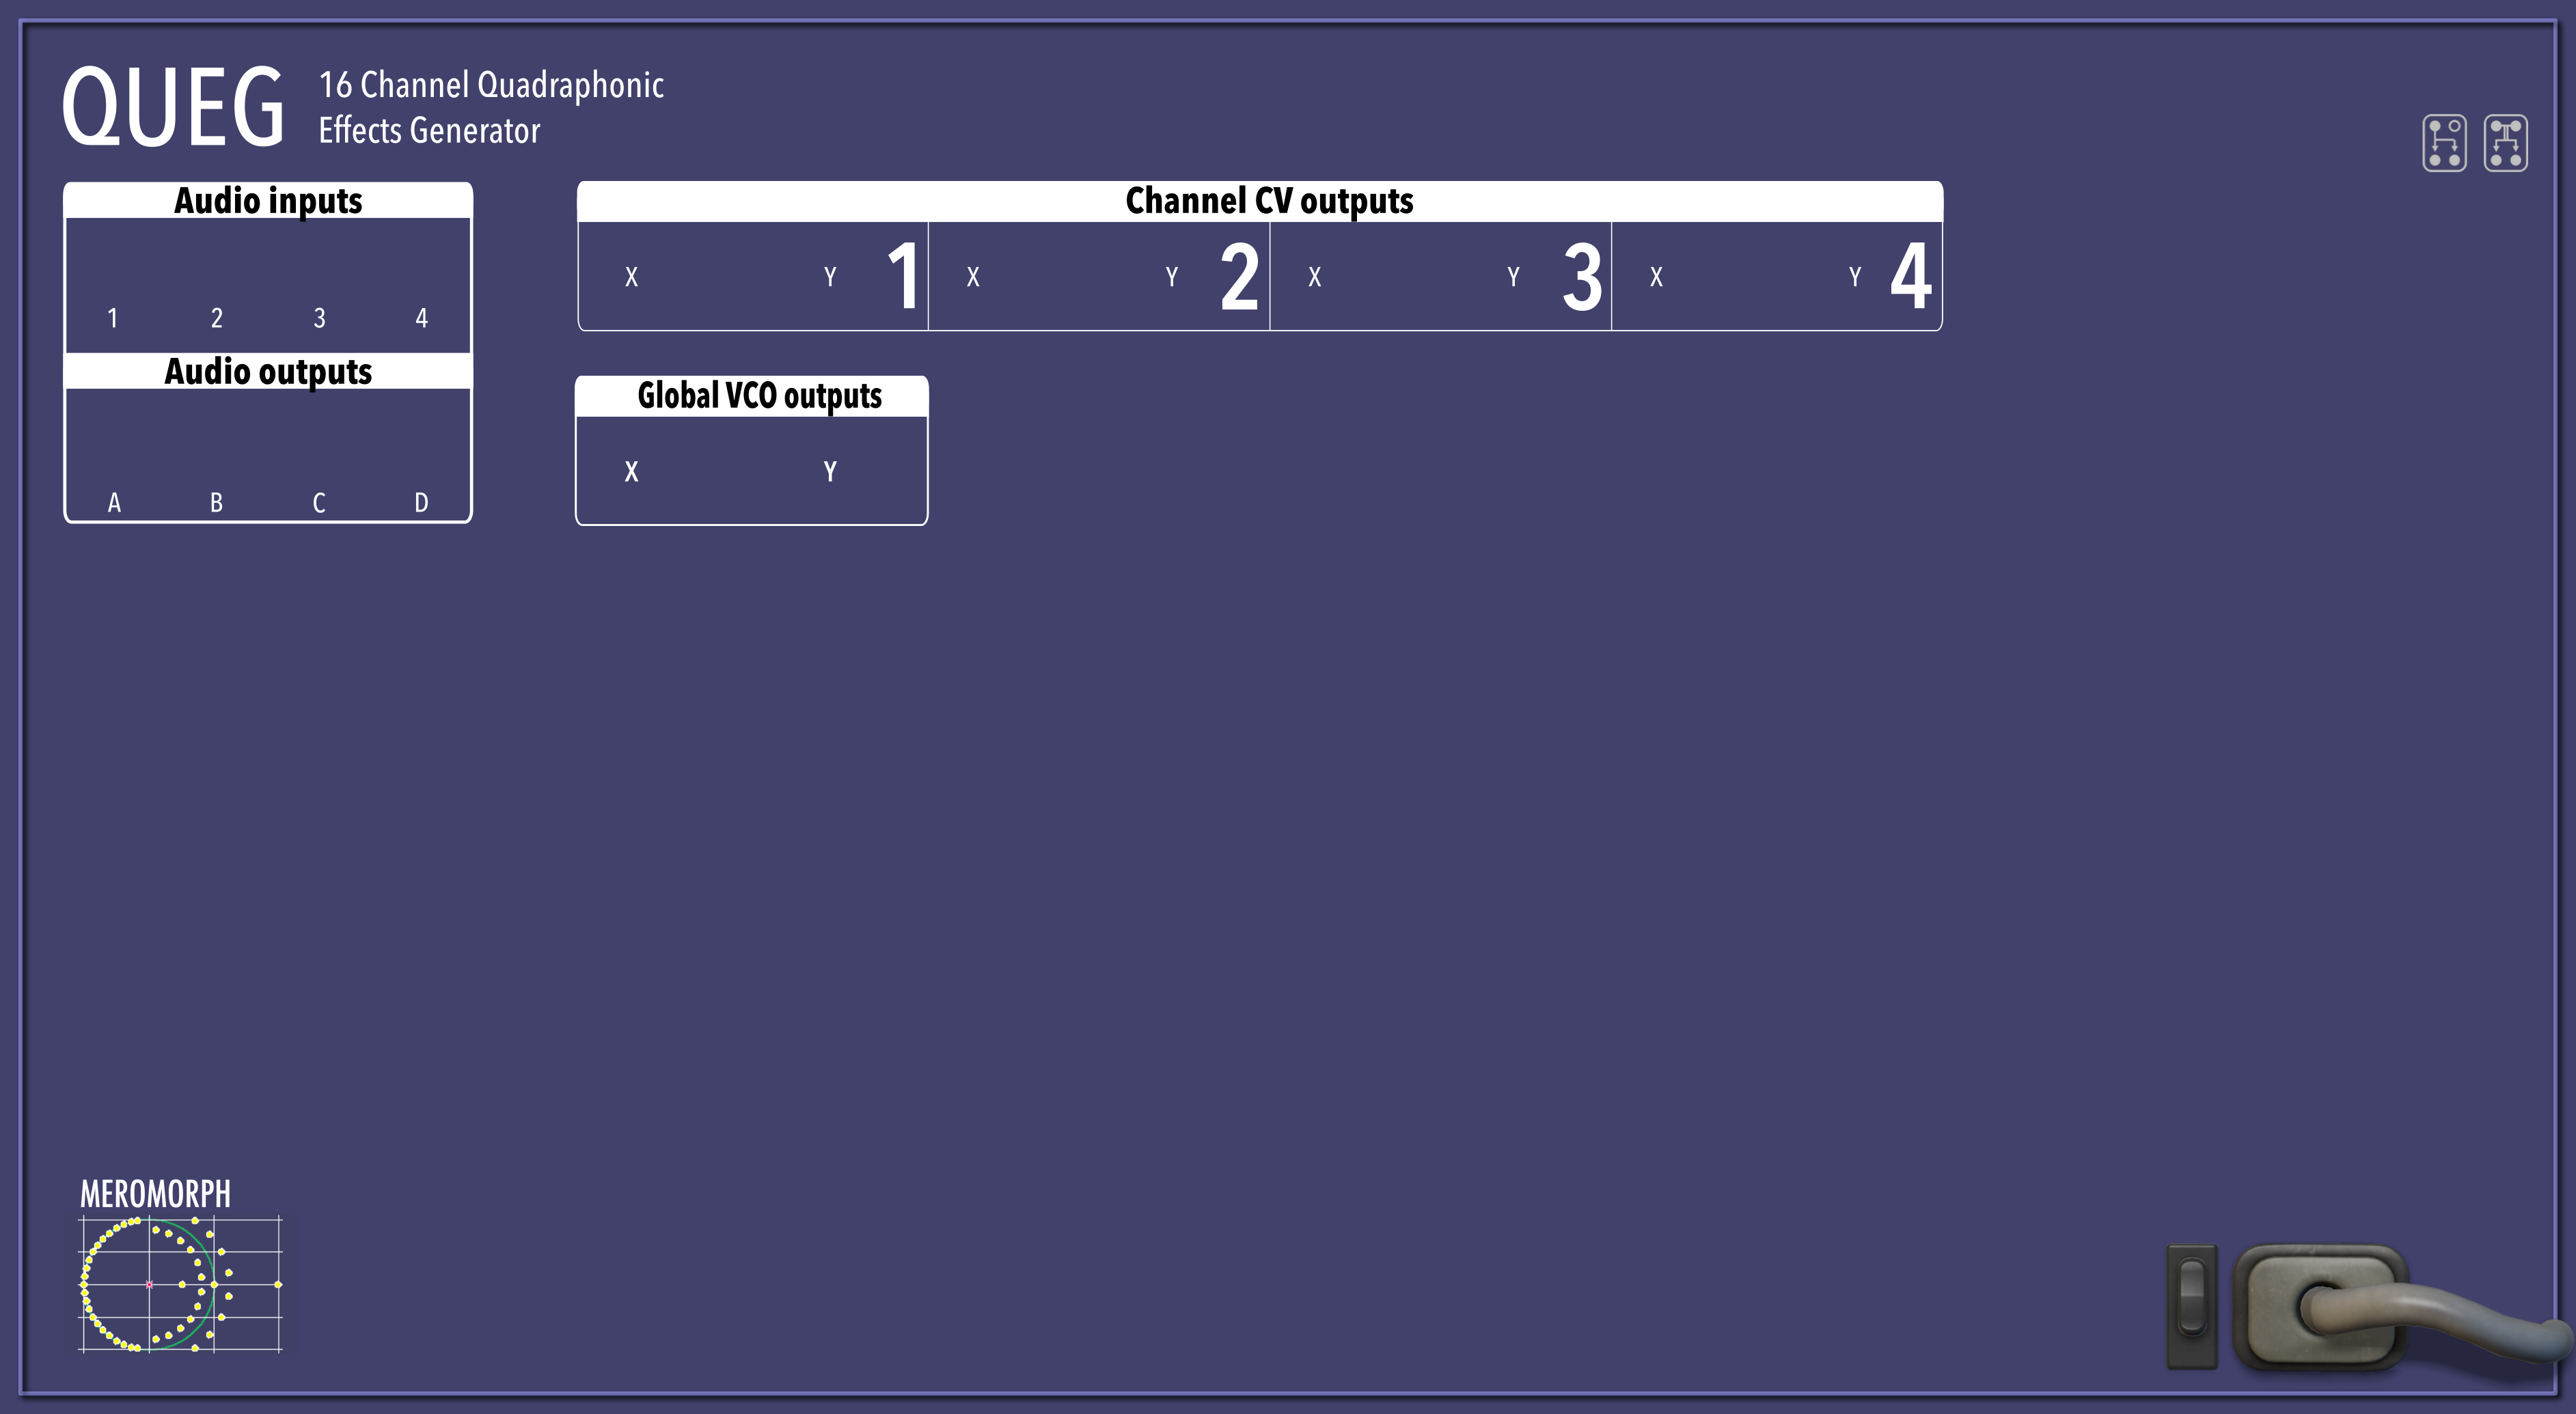 QUEG
16 Channel Quadraphonic
Effects Generator
Audio inputs
1 2 3 4
Audio outputs
A B C D
Channel CV outputs
X Y 1 X Y 2 X Y 3 X Y 4
Global VCO outputs
X Y
MEROMORPH